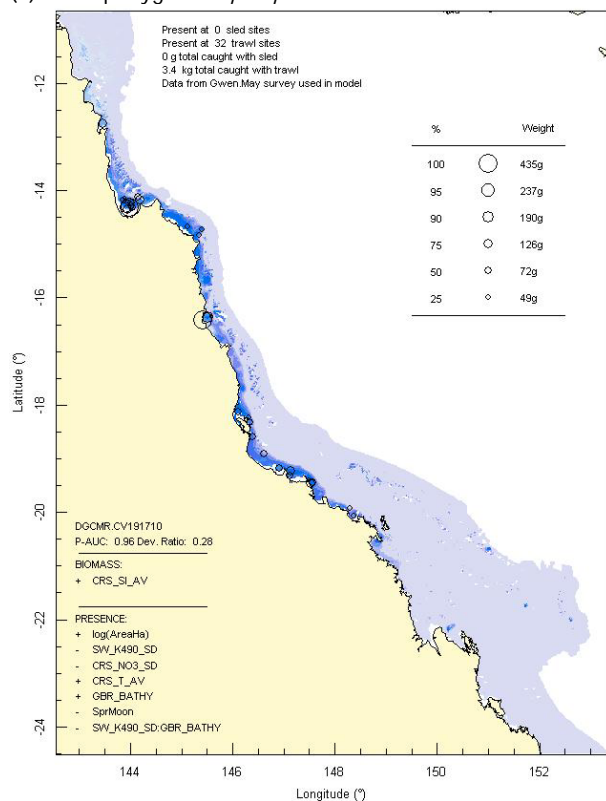 Present at 0 sled sites
Present at 32 trawl sites
0 g total caught with sled
3.4 kg total caught with trawl
Data from Gwen.May survey used in model
% Weight
100 435g
95 237g
90 190g
75 126g
50 72g
25 49g
-12
-14
-16
-18
-20
-22
-24
Latitude (°)
DGCMR.CV191710
P-AUC: 0.96 Dev. Ratio: 0.28
BIOMASS:
+ CRS_SI_AV
PRESENCE:
+ log(AreaHa)
- SW_K490_SD
- CRS_NO3_SD
+ CRS_T_AV
+ GBR_BATHY
- SprMoon
- SW_K490_SD:GBR_BATHY
144 146 148 150 152
Longitude (°)